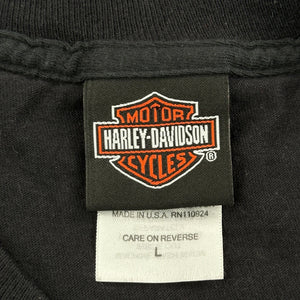 MOTOR
HARLEY-DAVIDSON
CYCLES
®
MADE IN U.S.A. RN110924
CARE ON REVERSE
L